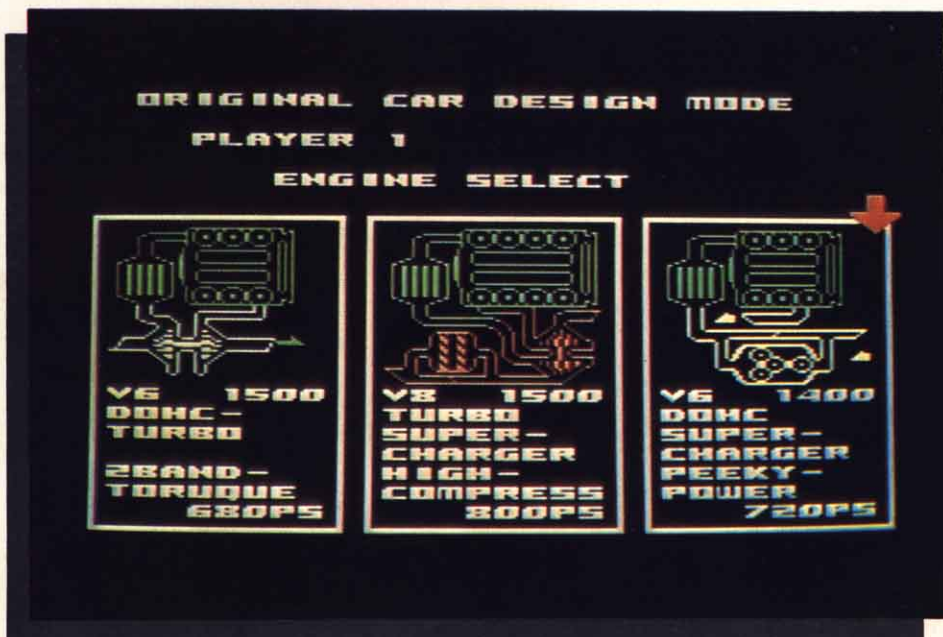 ORIGINAL CAR DESIGN MODE
PLAYER 1
ENGINE SELECT
V6 1500
DOHC-
TURBO
2BAND-
TORUQUE
680PS
V8 1500
TURBO
SUPER-
CHARGER
HIGH-
COMPRESS
800PS
V6 1400
DOHC
SUPER-
CHARGER
PEEKY-
POWER
720PS